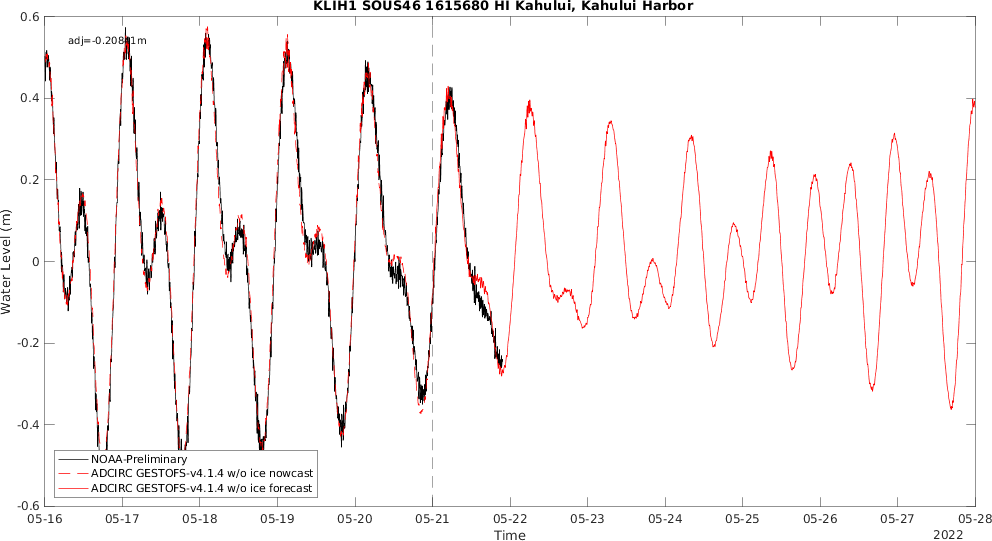 KLIH1 SOUS46 1615680 HI Kahului, Kahului Harbor
0.6
0.4
0.2
0
-0.2
-0.4
-0.6
Water Level (m)
NOAA-Preliminary
ADCIRC GESTOFS-v4.1.4 w/o ice nowcast
ADCIRC GESTOFS-v4.1.4 w/o ice forecast
05-16 05-17 05-18 05-19 05-20 05-21 05-22 05-23 05-24 05-25 05-26 05-27 05-28
Time
2022